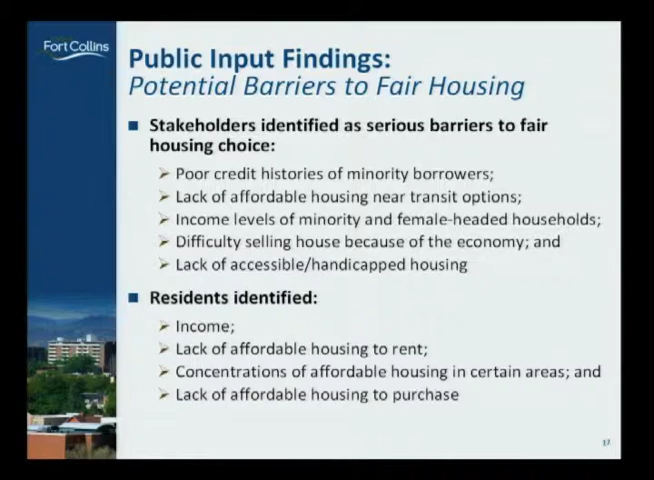 Fort Collins
Public Input Findings:
Potential Barriers to Fair Housing
Stakeholders identified as serious barriers to fair
housing choice:
Poor credit histories of minority borrowers;
Lack of affordable housing near transit options;
Income levels of minority and female-headed households;
Difficulty selling house because of the economy; and
Lack of accessible/handicapped housing
Residents identified:
Income;
Lack of affordable housing to rent;
Concentrations of affordable housing in certain areas; and
Lack of affordable housing to purchase
17